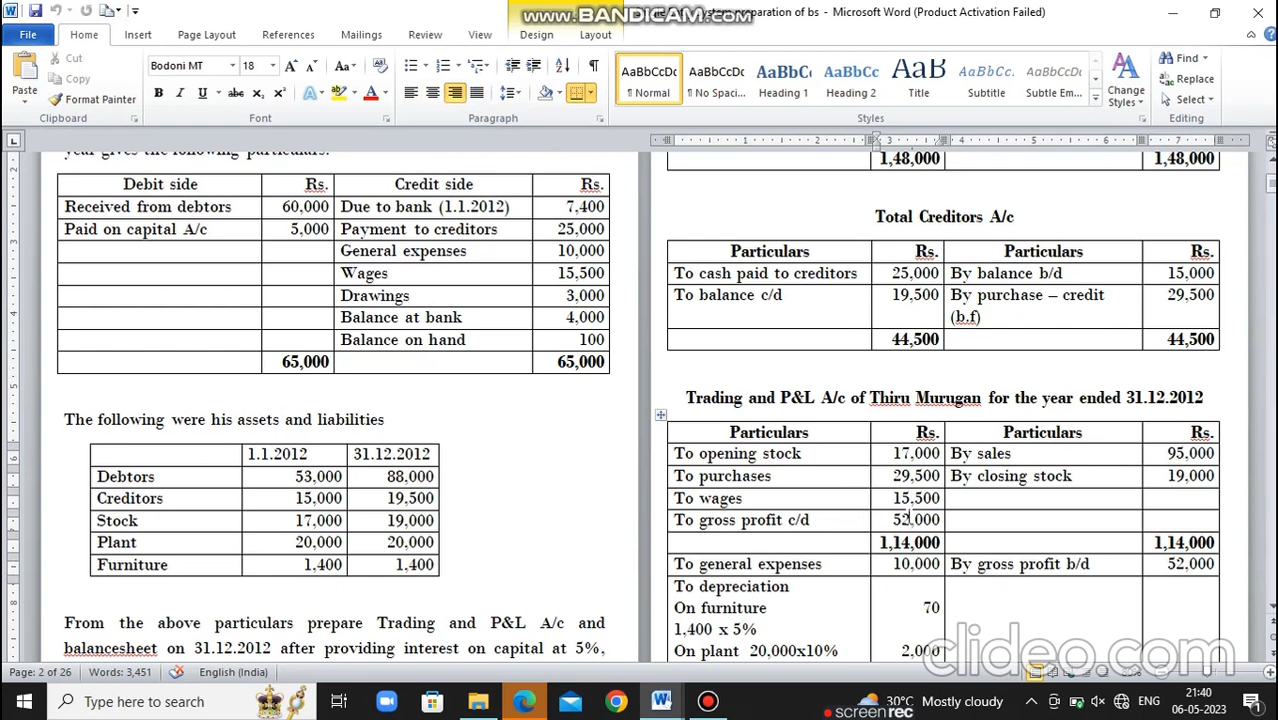 preparation of bs - Microsoft Word (Product Activation Failed)
www.BANDICAM.com
File Home Insert Page Layout References Mailings Review View Design Layout
Paste Cut Copy Format Painter
Bodoni MT 18
AaBbCcDc AaBbCcDc AaBbC AaBbCc AaB AaBbCc. AaBbCcDc
¶ Normal ¶ No Spaci... Heading 1 Heading 2 Title Subtitle Subtle Em...
Change Styles
Find Replace Select
Clipboard Font Paragraph Styles Editing
year gives the following particulars:
Debit side Rs. Credit side Rs.
Received from debtors 60,000 Due to bank (1.1.2012) 7,400
Paid on capital A/c 5,000 Payment to creditors 25,000
General expenses 10,000
Wages 15,500
Drawings 3,000
Balance at bank 4,000
Balance on hand 100
65,000 65,000
The following were his assets and liabilities
1.1.2012 31.12.2012
Debtors 53,000 88,000
Creditors 15,000 19,500
Stock 17,000 19,000
Plant 20,000 20,000
Furniture 1,400 1,400
From the above particulars prepare Trading and P&L A/c and
balancesheet on 31.12.2012 after providing interest on capital at 5%,
1,48,000 1,48,000
Total Creditors A/c
Particulars Rs. Particulars Rs.
To cash paid to creditors 25,000 By balance b/d 15,000
To balance c/d 19,500 By purchase – credit 29,500
(b.f)
44,500 44,500
Trading and P&L A/c of Thiru Murugan for the year ended 31.12.2012
Particulars Rs. Particulars Rs.
To opening stock 17,000 By sales 95,000
To purchases 29,500 By closing stock 19,000
To wages 15,500
To gross profit c/d 52,000
1,14,000 1,14,000
To general expenses 10,000 By gross profit b/d 52,000
To depreciation
On furniture 70
1,400 x 5%
On plant 20,000x10% 2,000
clideo.com
Page: 2 of 26 Words: 3,451 English (India)
Type here to search
30°C Mostly cloudy ENG 21:40
06-05-2023
screenrec